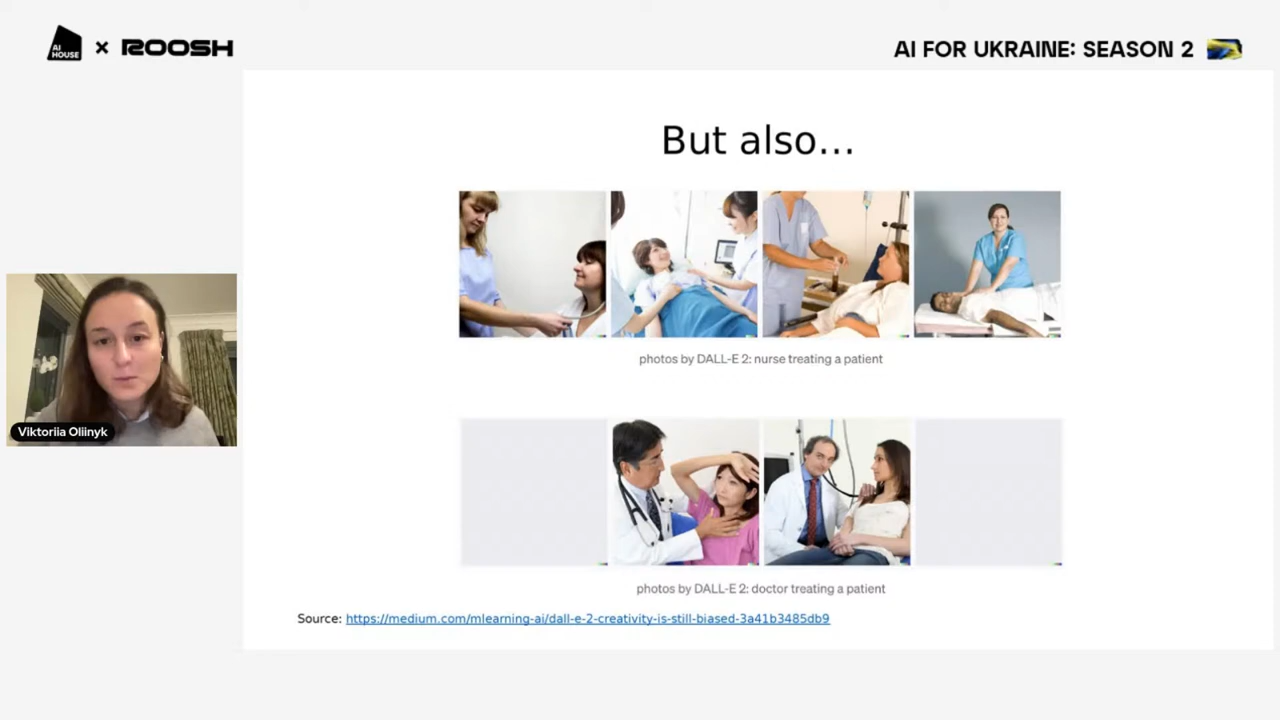 AI HOUSE × ROOSH
AI FOR UKRAINE: SEASON 2
But also...
photos by DALL-E 2: nurse treating a patient
Viktoriia Oliinyk
photos by DALL-E 2: doctor treating a patient
Source: https://medium.com/mlearning-ai/dall-e-2-creativity-is-still-biased-3a41b3485db9